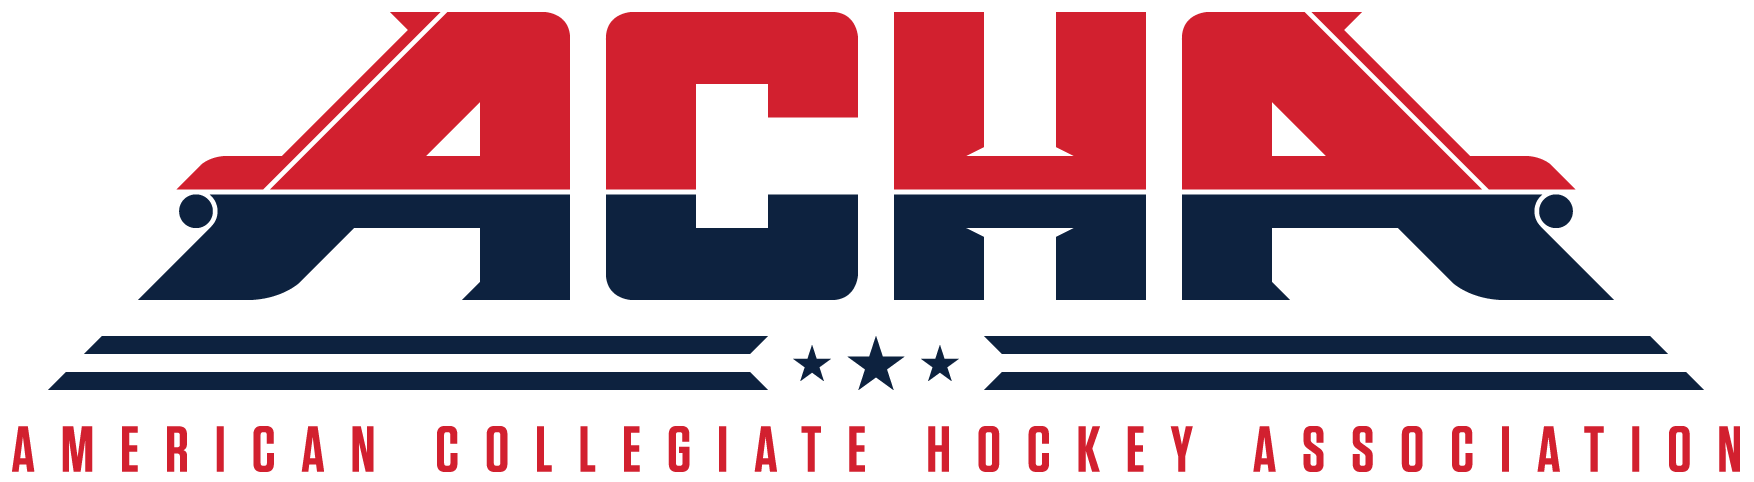 ACHA
AMERICAN COLLEGIATE HOCKEY ASSOCIATION